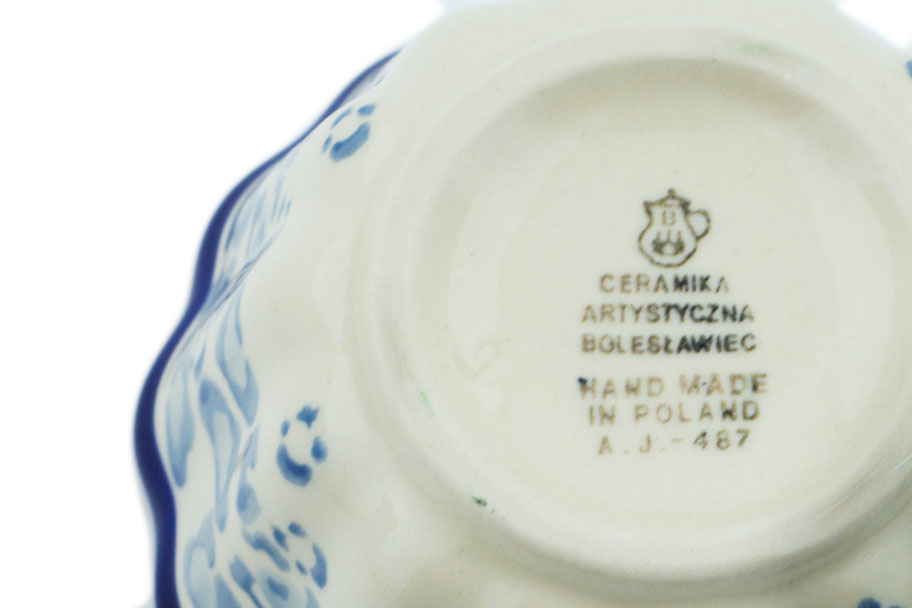 B
CERAMIKA
ARTYSTYCZNA
BOLESŁAWIEC
HAND MADE
IN POLAND
A.J.-487